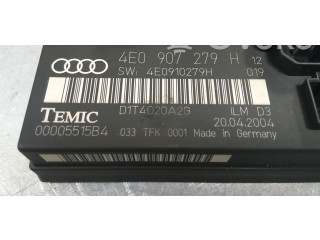 4E0 907 279 H 12
SW: 4E0910279H 019
D1T4020A2G ILM D3
TEMIC 20.04.2004
00005515B4 033 TFK 0001 Made in Germany